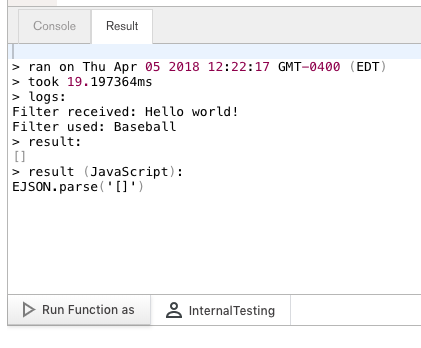 Console Result
> ran on Thu Apr 05 2018 12:22:17 GMT-0400 (EDT)
> took 19.197364ms
> logs:
Filter received: Hello world!
Filter used: Baseball
> result:
[]
> result (JavaScript):
EJSON.parse('[]')
Run Function as InternalTesting